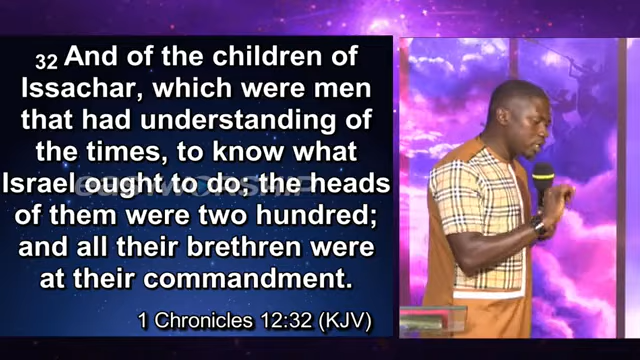 32 And of the children of
Issachar, which were men
that had understanding of
the times, to know what
Israel ought to do; the heads
of them were two hundred;
and all their brethren were
at their commandment.
1 Chronicles 12:32 (KJV)